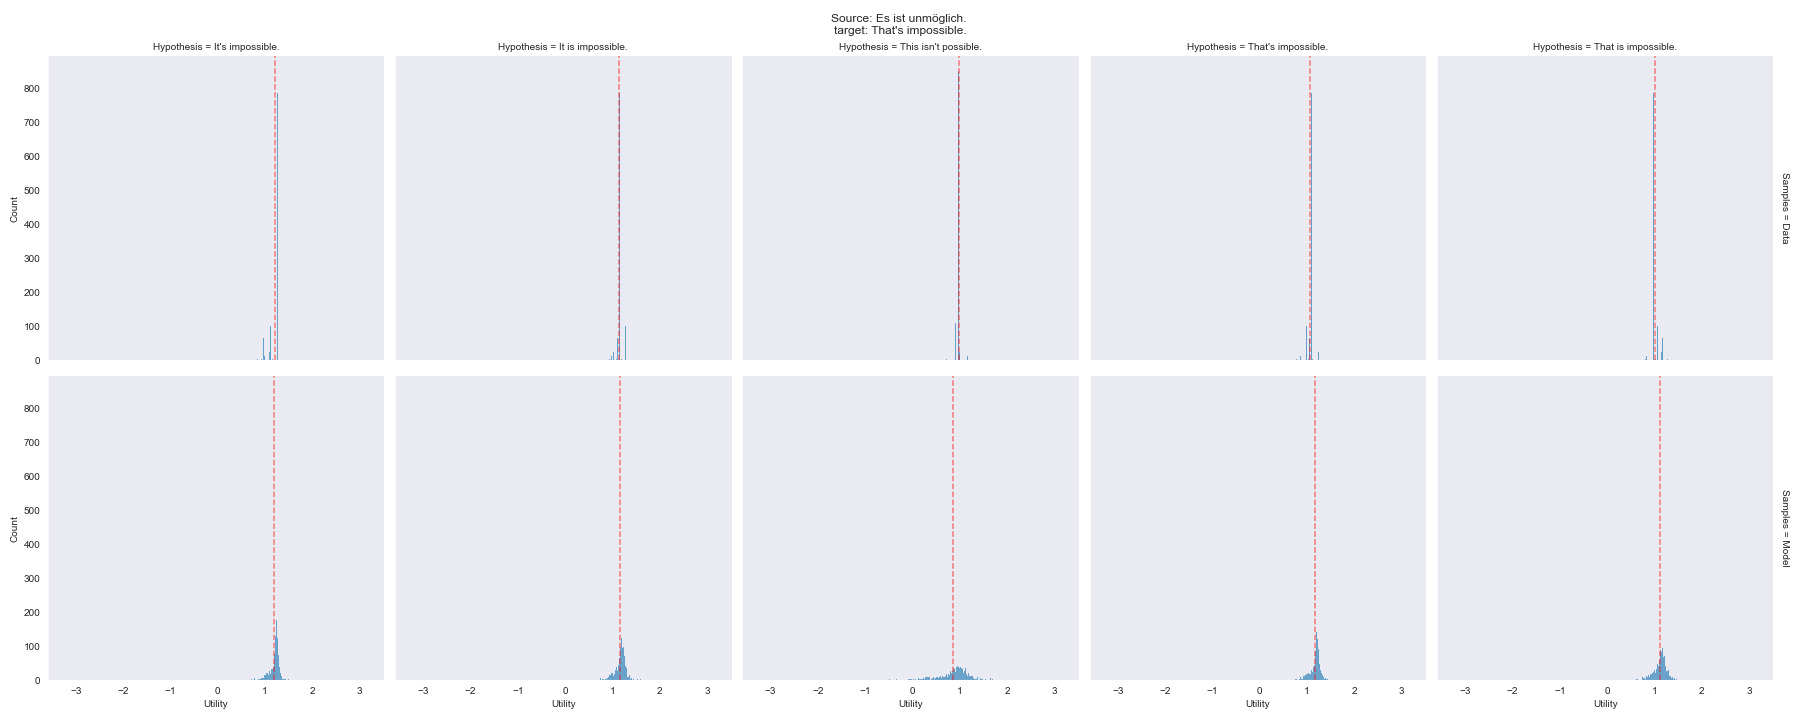 Source: Es ist unmöglich.
target: That's impossible.
Hypothesis = It's impossible.
Hypothesis = It is impossible.
Hypothesis = This isn't possible.
Hypothesis = That's impossible.
Hypothesis = That is impossible.
800
700
600
500
400
300
200
100
0
Count
Samples = Data
800
700
600
500
400
300
200
100
0
Count
Samples = Model
−3 −2 −1 0 1 2 3
−3 −2 −1 0 1 2 3
−3 −2 −1 0 1 2 3
−3 −2 −1 0 1 2 3
−3 −2 −1 0 1 2 3
Utility
Utility
Utility
Utility
Utility